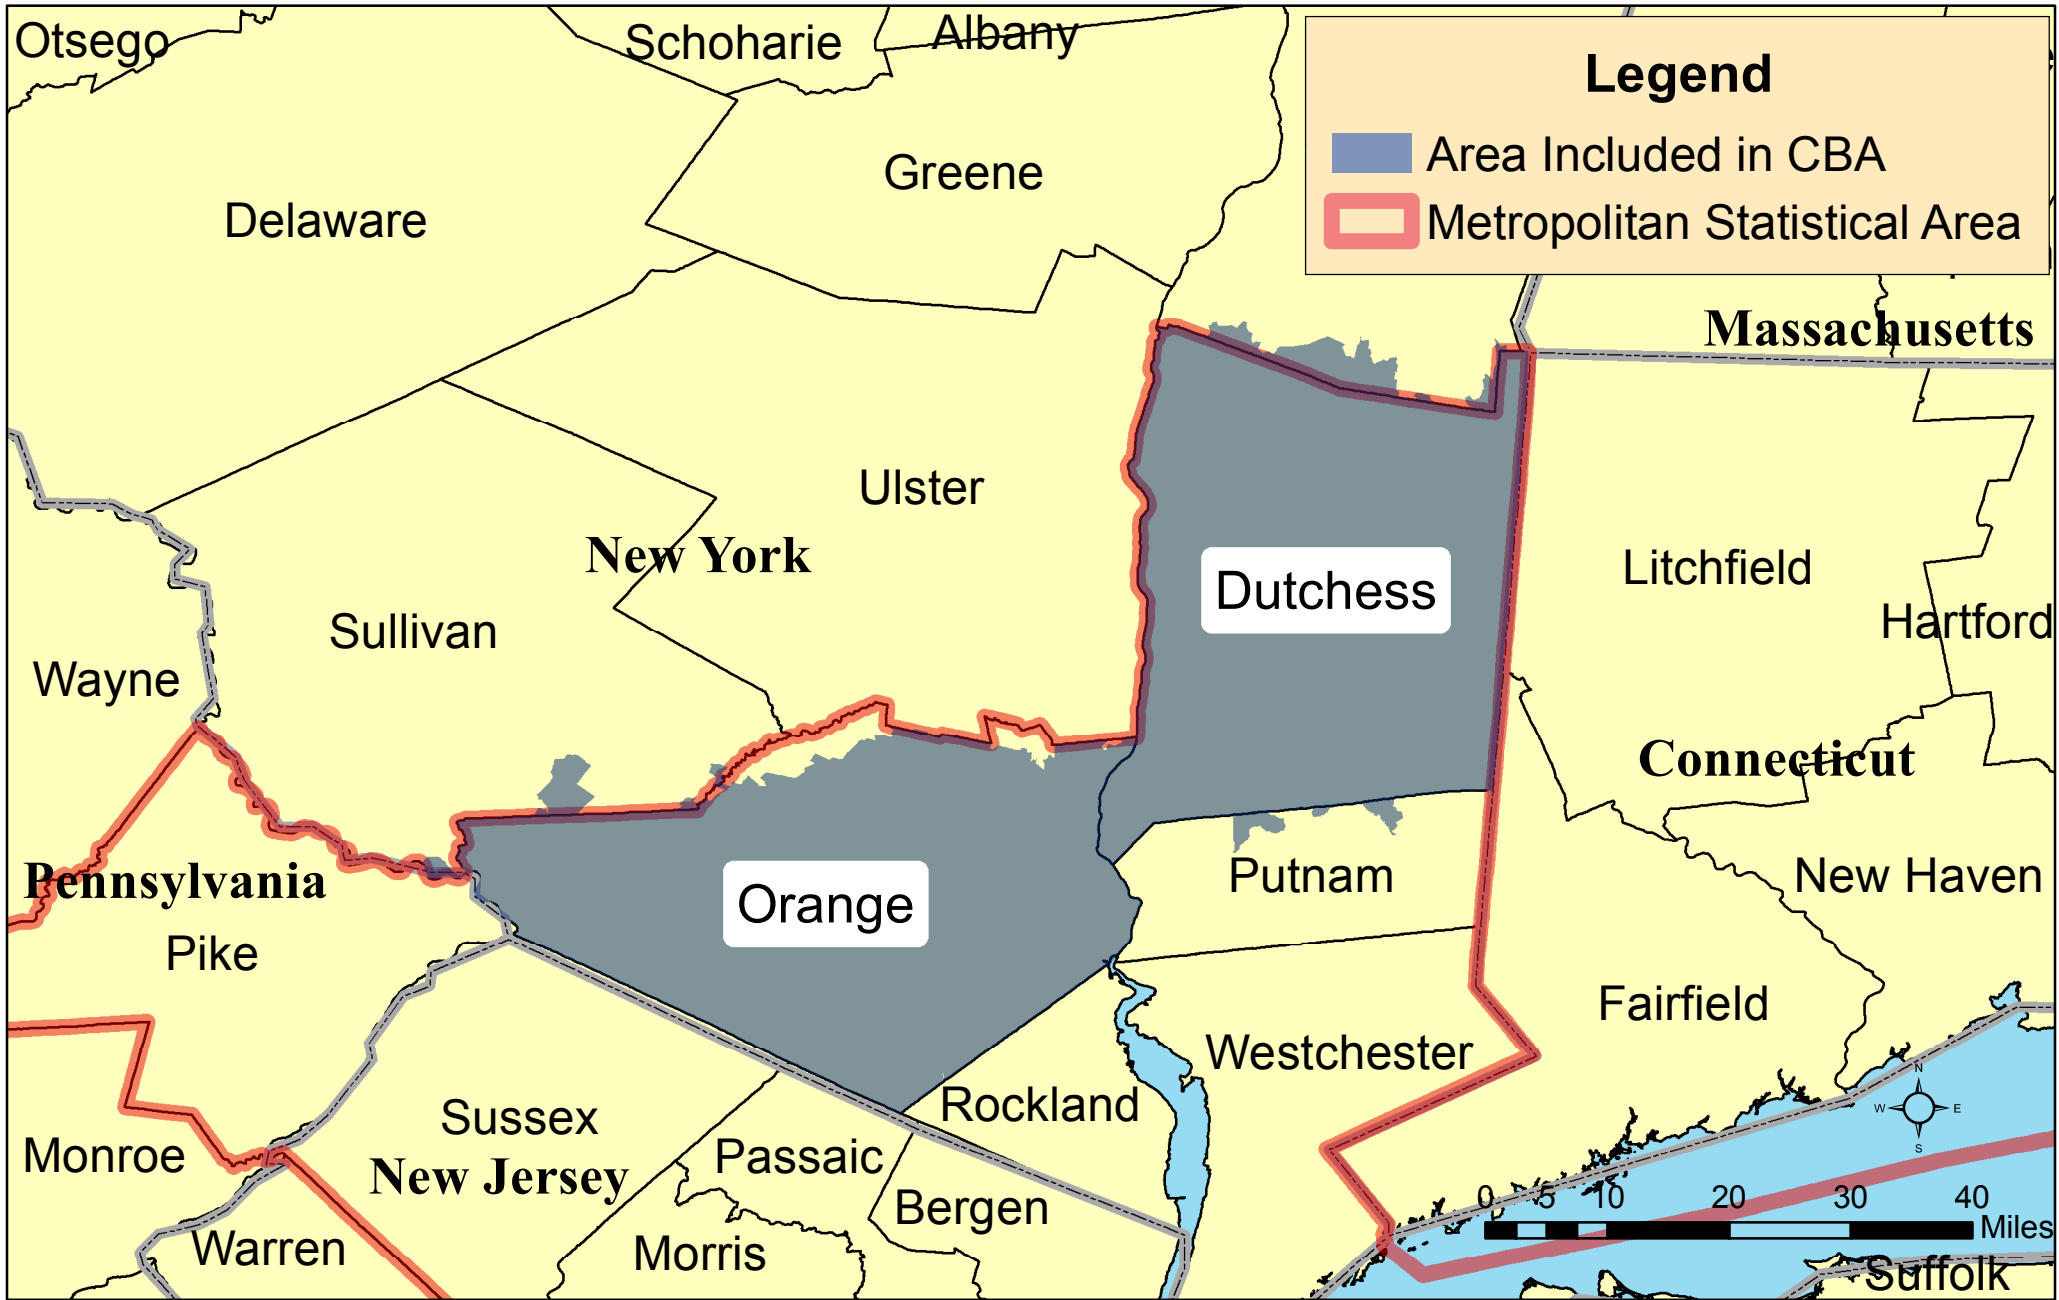 Otsego
Schoharie
Albany
Legend
Area Included in CBA
Metropolitan Statistical Area
Greene
Delaware
Massachusetts
Ulster
New York
Dutchess
Litchfield
Hartford
Sullivan
Wayne
Connecticut
Pennsylvania
Orange
Putnam
New Haven
Pike
Fairfield
Westchester
N
W E
S
Rockland
Sussex
New Jersey
Passaic
Monroe
Bergen
0 5 10 20 30 40
Miles
Warren
Morris
Suffolk